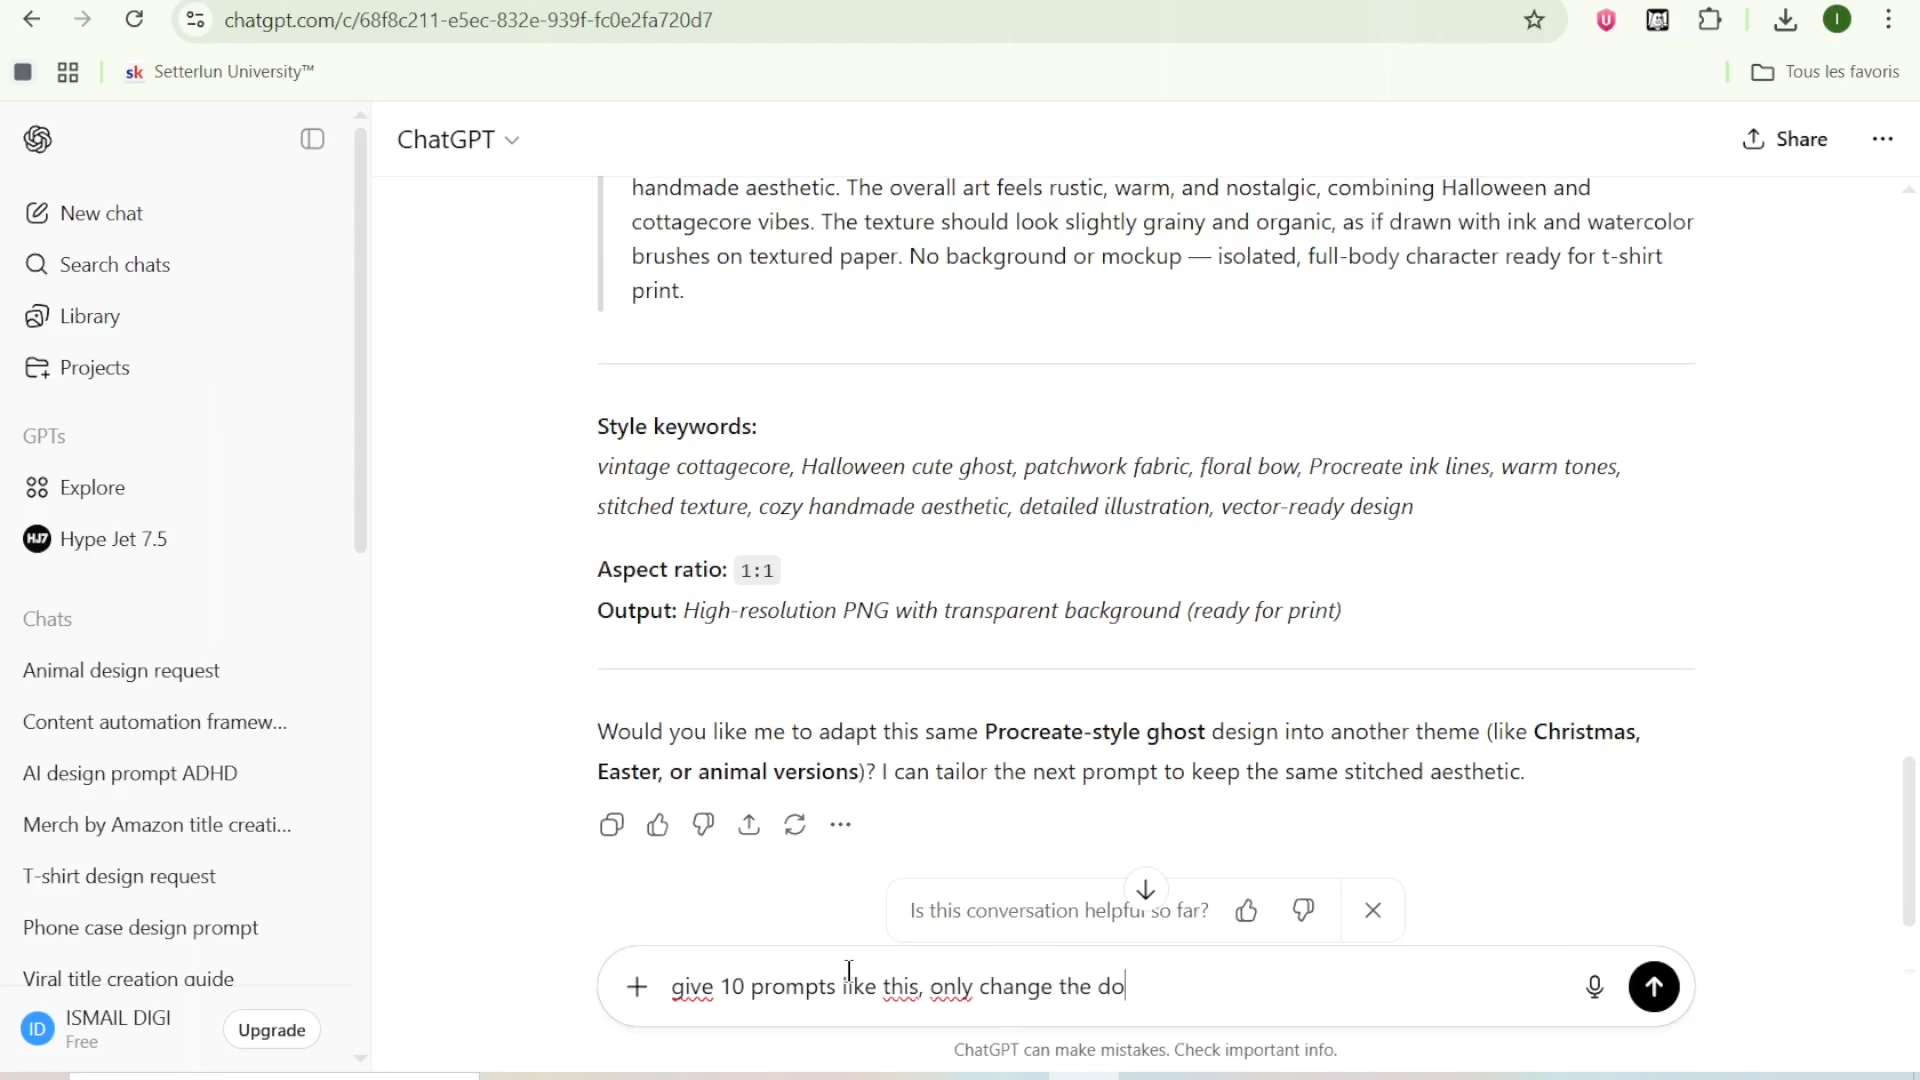 chatgpt.com/c/68f8c211-e5ec-832e-939f-fc0e2fa720d7
I
sk Setterlun University™
Tous les favoris
ChatGPT
Share
New chat
Search chats
Library
Projects
GPTs
Explore
HJ7 Hype Jet 7.5
Chats
Animal design request
Content automation framew...
AI design prompt ADHD
Merch by Amazon title creati...
T-shirt design request
Phone case design prompt
Viral title creation guide
ID ISMAIL DIGI
Free
Upgrade
handmade aesthetic. The overall art feels rustic, warm, and nostalgic, combining Halloween and
cottagecore vibes. The texture should look slightly grainy and organic, as if drawn with ink and watercolor
brushes on textured paper. No background or mockup — isolated, full-body character ready for t-shirt
print.
Style keywords:
vintage cottagecore, Halloween cute ghost, patchwork fabric, floral bow, Procreate ink lines, warm tones,
stitched texture, cozy handmade aesthetic, detailed illustration, vector-ready design
Aspect ratio: 1:1
Output: High-resolution PNG with transparent background (ready for print)
Would you like me to adapt this same Procreate-style ghost design into another theme (like Christmas,
Easter, or animal versions)? I can tailor the next prompt to keep the same stitched aesthetic.
Is this conversation helpful so far?
give 10 prompts like this, only change the do
ChatGPT can make mistakes. Check important info.